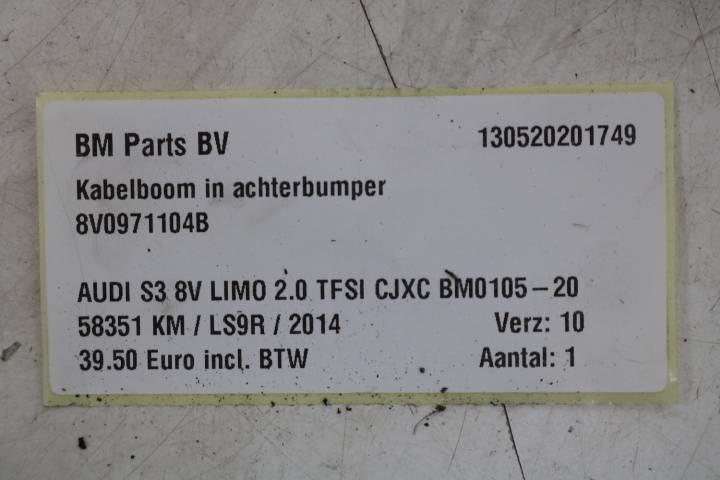 BM Parts BV 130520201749
Kabelboom in achterbumper
8V0971104B
AUDI S3 8V LIMO 2.0 TFSI CJXC BM0105-20
58351 KM / LS9R / 2014 Verz: 10
39.50 Euro incl. BTW Aantal: 1